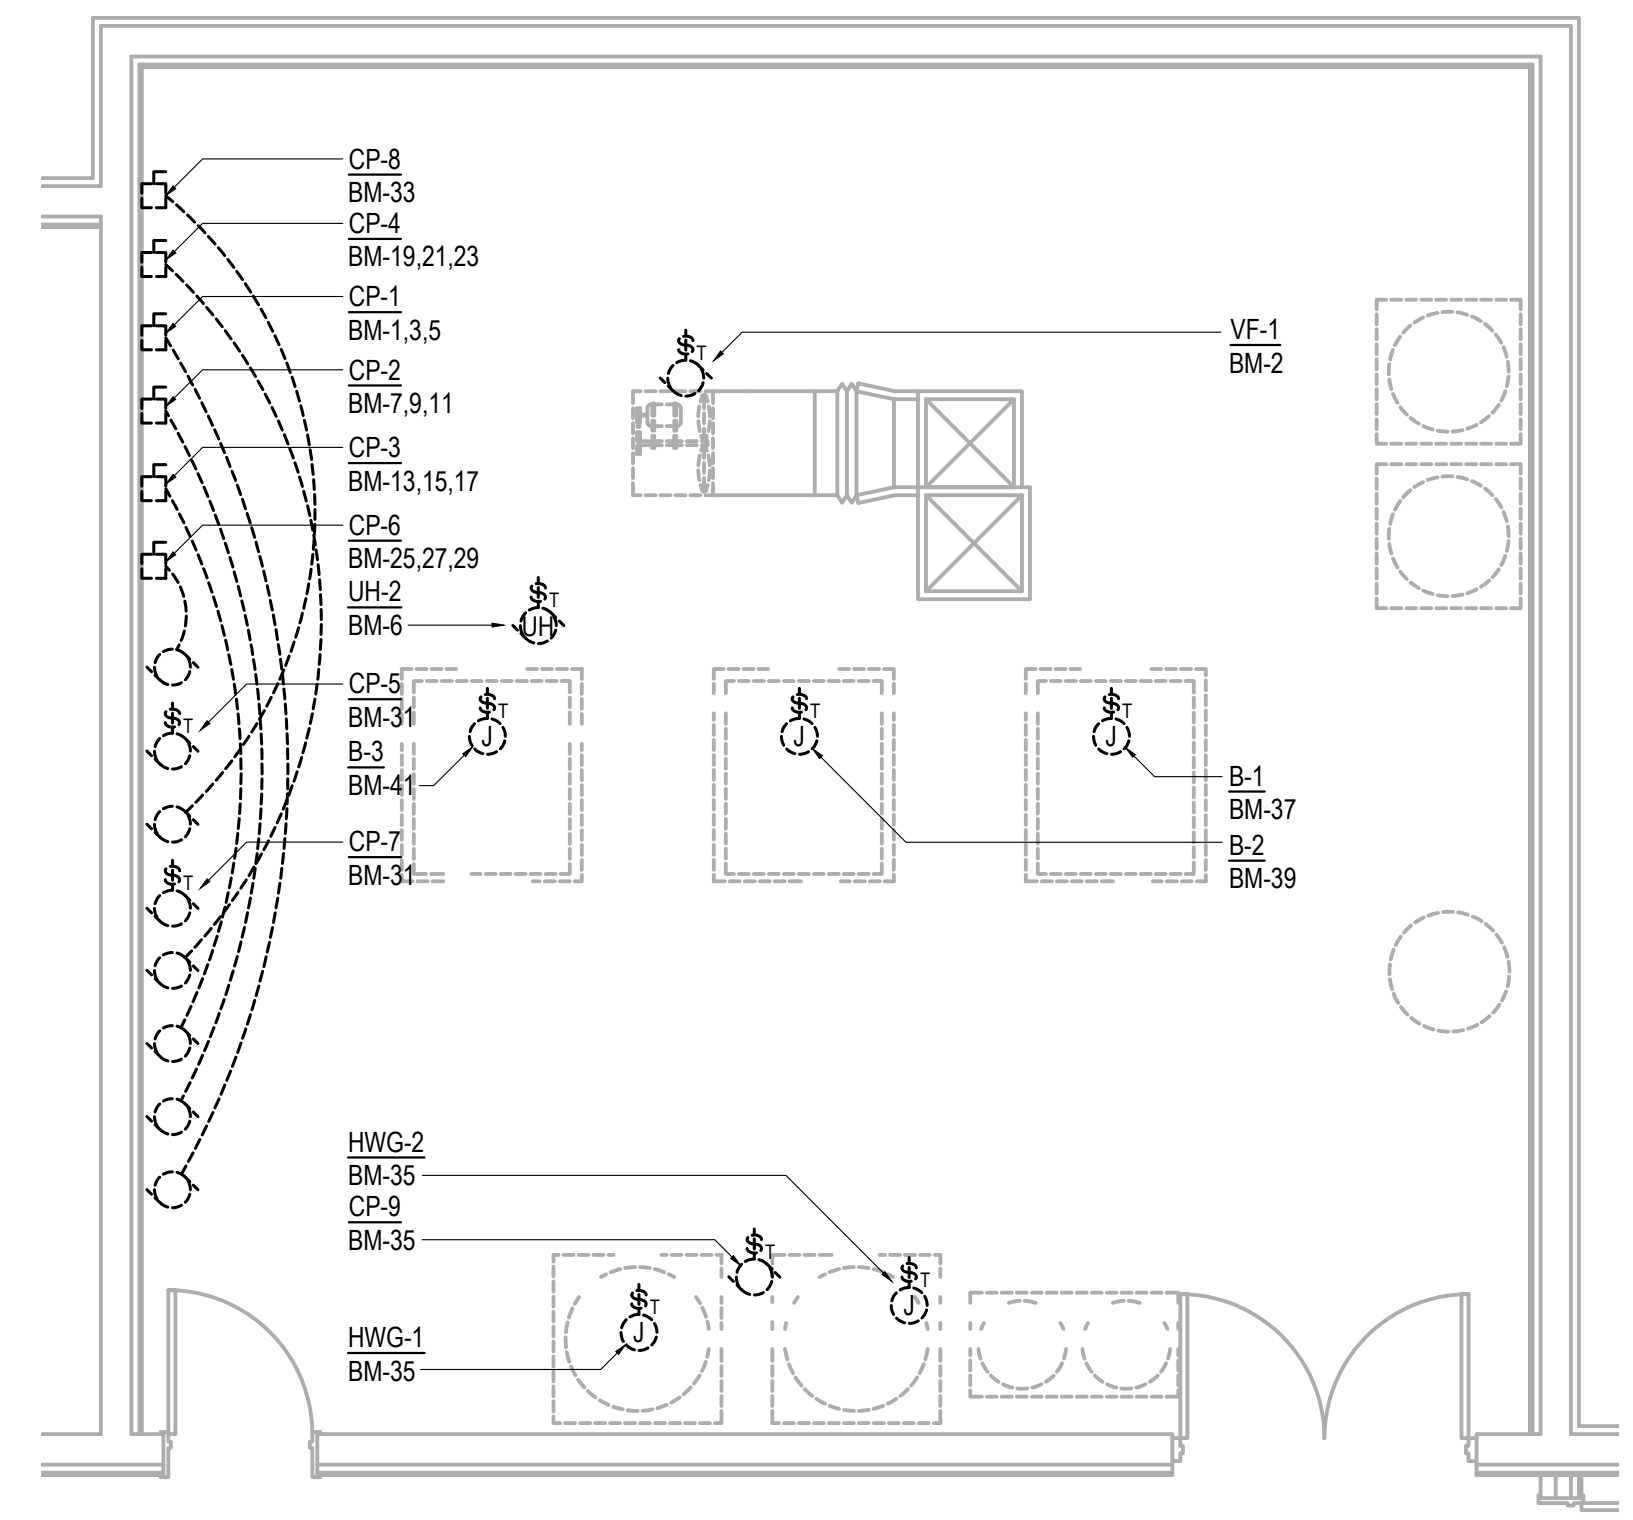 CP-8
BM-33
CP-4
BM-19,21,23
CP-1
BM-1,3,5
CP-2
BM-7,9,11
CP-3
BM-13,15,17
CP-6
BM-25,27,29
UH-2
BM-6
CP-5
BM-31
B-3
BM-41
CP-7
BM-31
$T
$T
$T
UH
$T
J
$T
J
$T
J
$T
VF-1
BM-2
B-1
BM-37
B-2
BM-39
HWG-2
BM-35
CP-9
BM-35
HWG-1
BM-35
$T
$T
J
$T
J